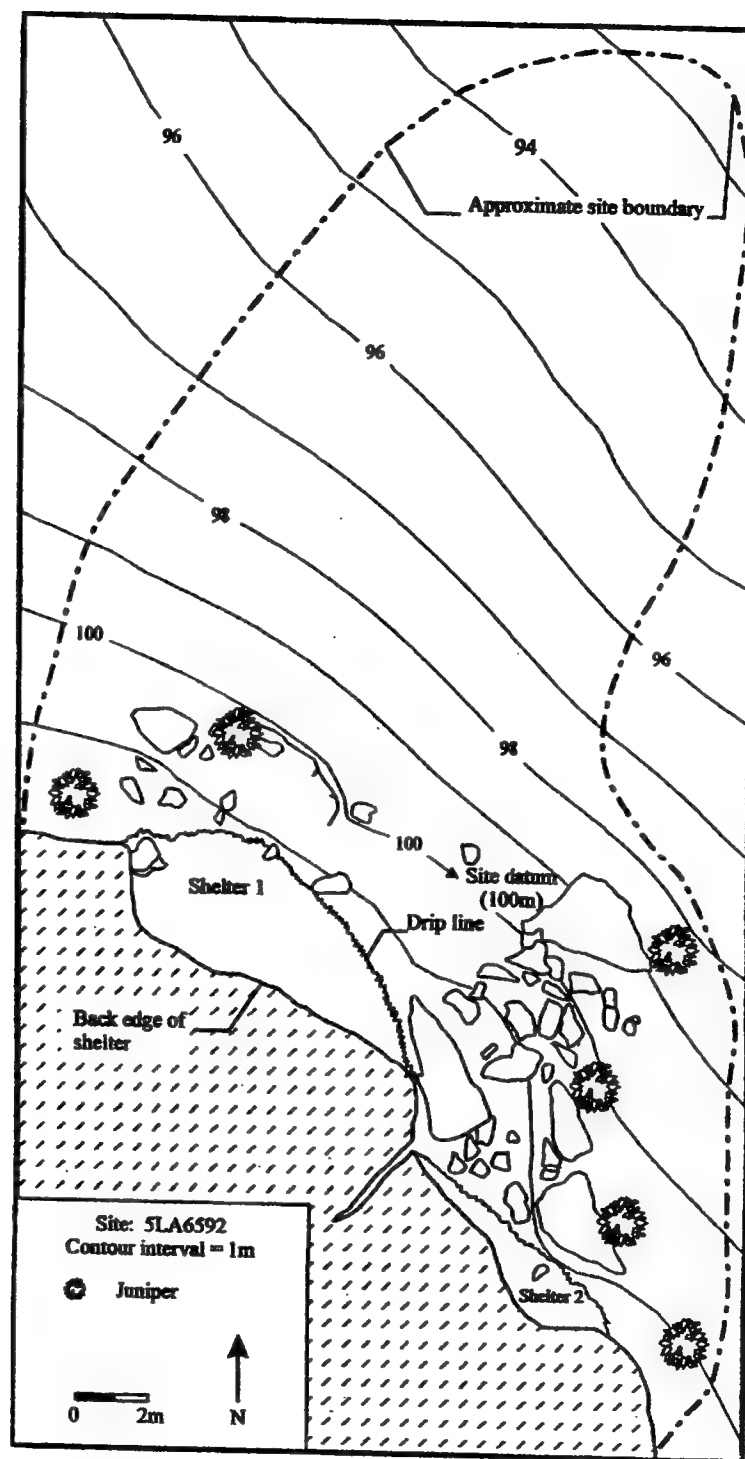 96
94
Approximate site boundary
96
98
100
96
98
100
Site datum
(100m)
Shelter 1
Drip line
Back edge of
shelter
Site: 5LA6592
Contour interval = 1m
Juniper
Shelter 2
0 2m
N